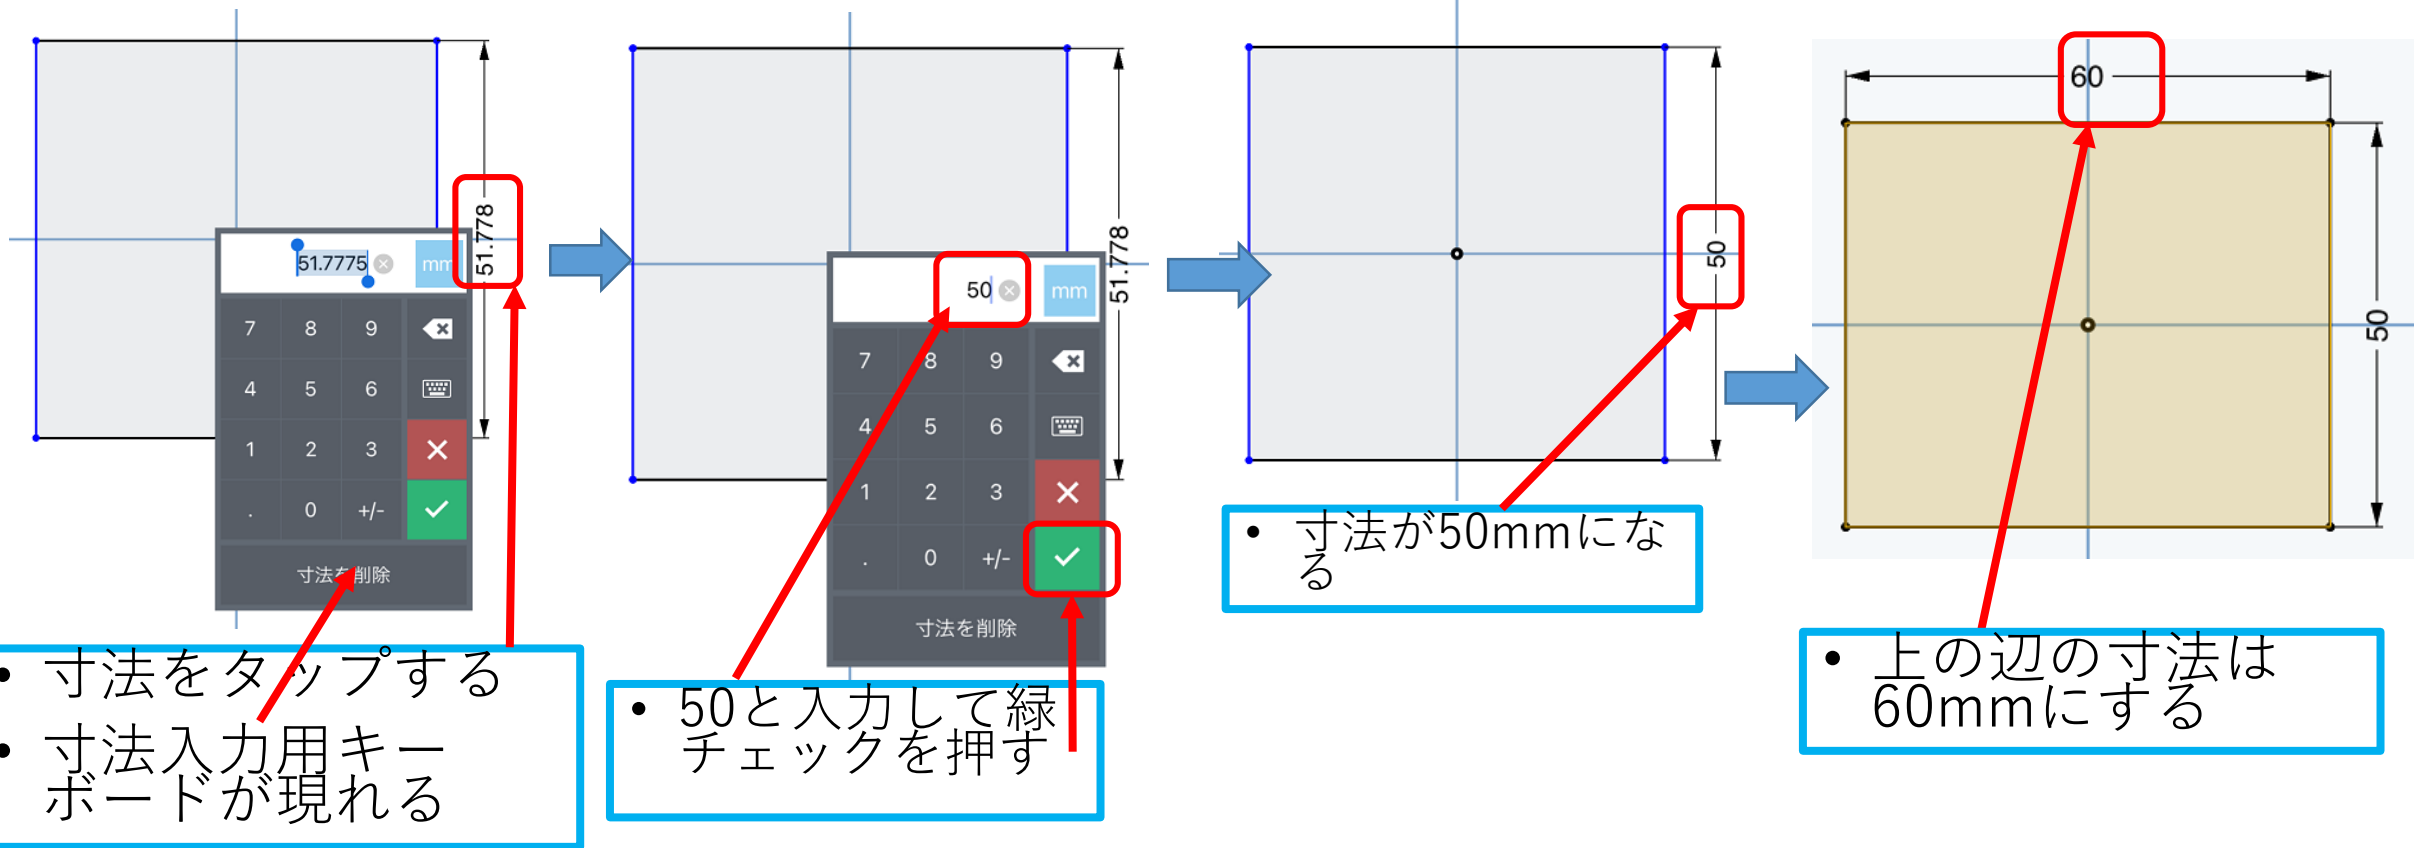 51.778
51.7775
mm
7 8 9
4 5 6
1 2 3
. 0 +/-
寸法を削除
• 寸法をタップする
• 寸法入力用キー
ボードが現れる
51.778
50
mm
7 8 9
4 5 6
1 2 3
. 0 +/-
寸法を削除
• 50と入力して緑
チェックを押す
50
• 寸法が50mmにな
る
60
50
• 上の辺の寸法は
60mmにする